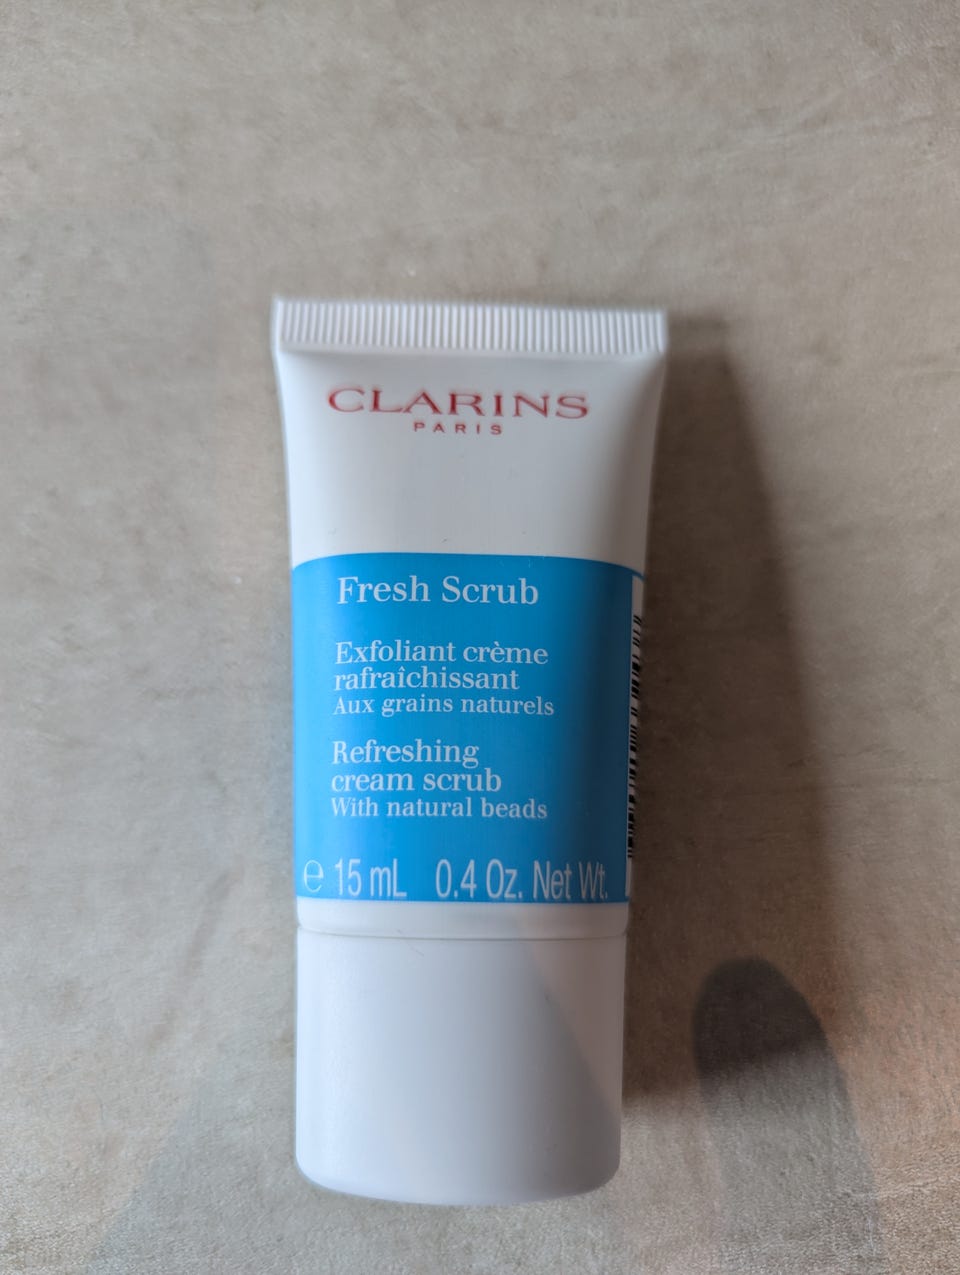 CLARINS
PARIS
Fresh Scrub
Exfoliant crème
rafraîchissant
Aux grains naturels
Refreshing
cream scrub
With natural beads
℮ 15 mL 0.4 Oz. Net Wt.